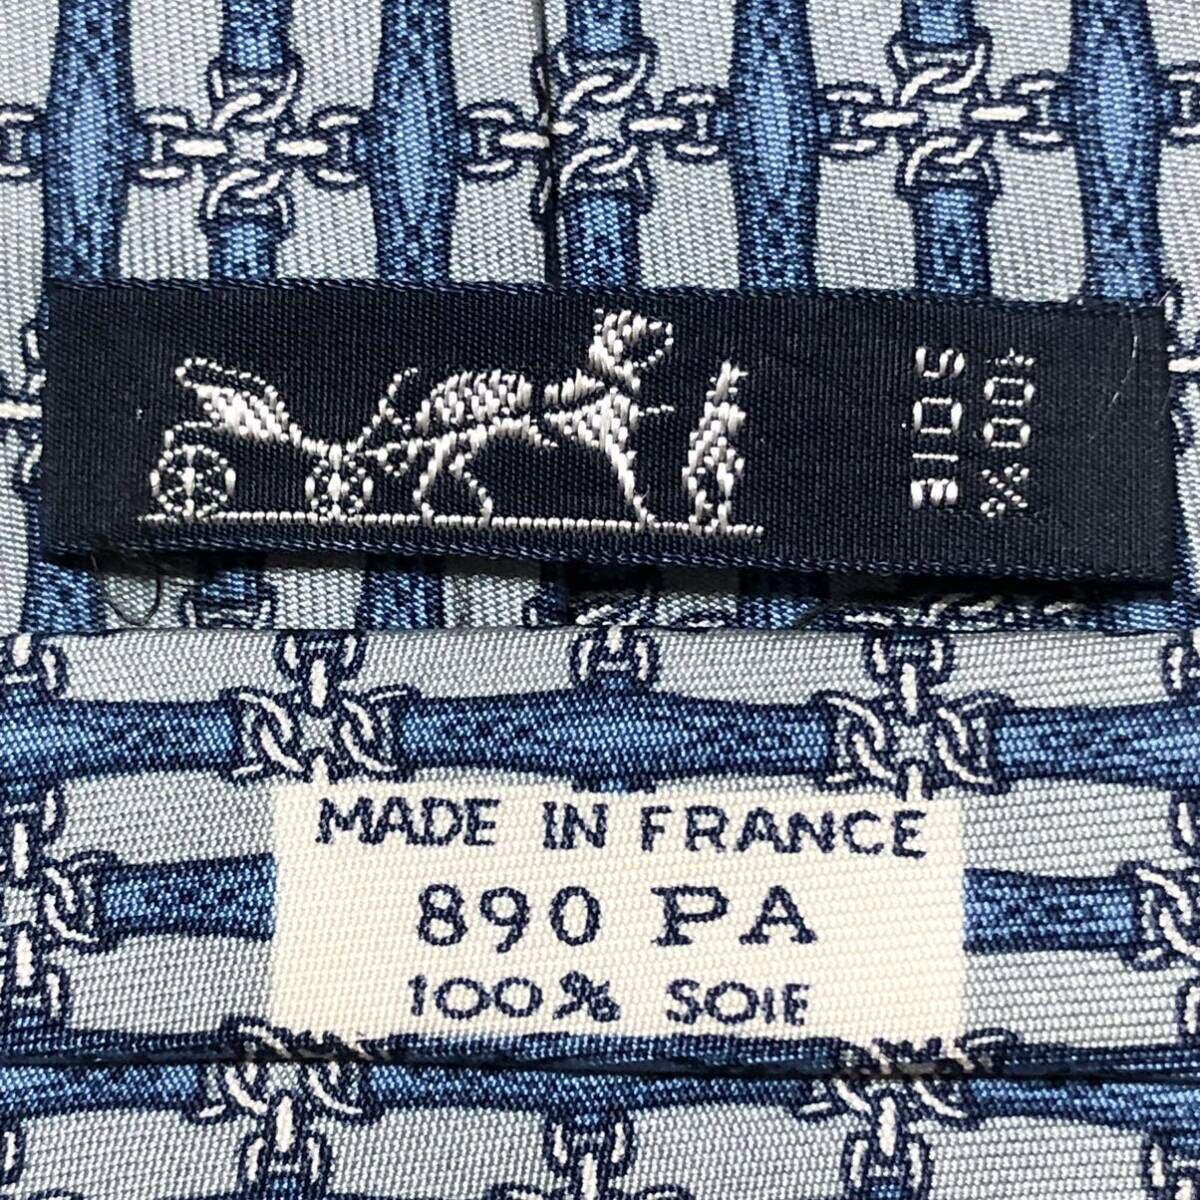 100%
SOIE
MADE IN FRANCE
890 PA
100% SOIE